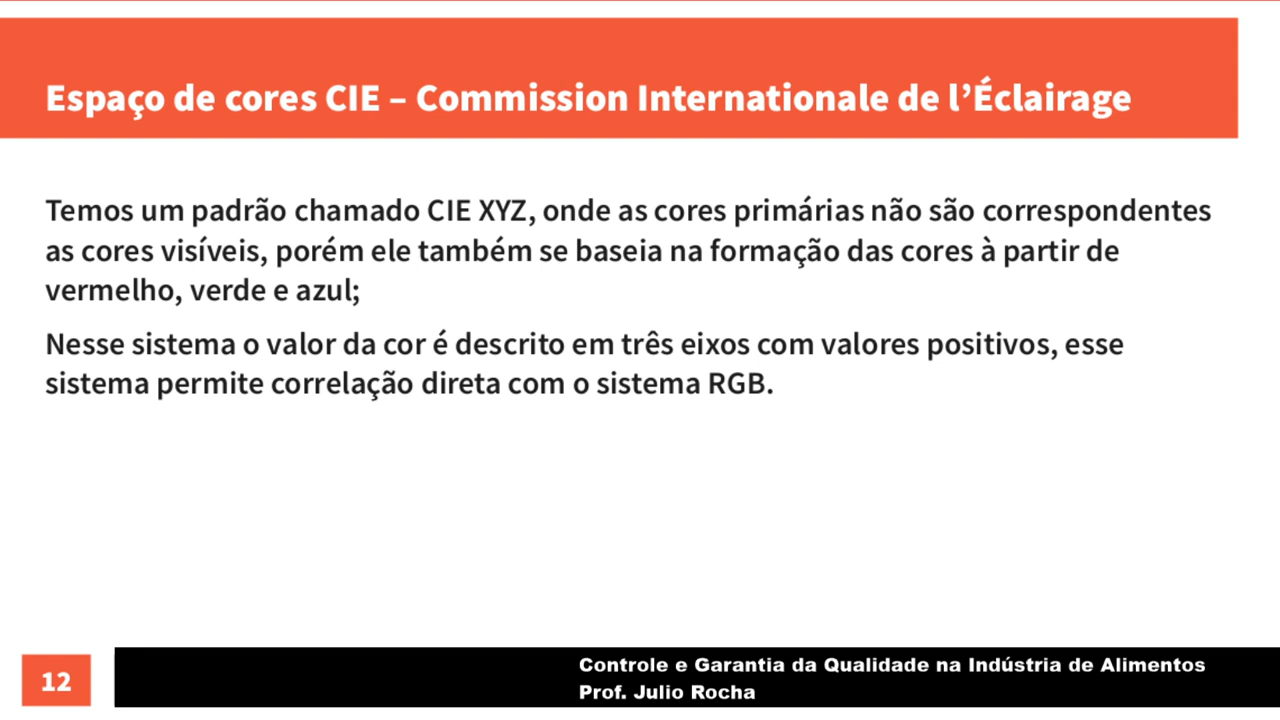 Espaço de cores CIE – Commission Internationale de l’Éclairage
Temos um padrão chamado CIE XYZ, onde as cores primárias não são correspondentes
as cores visíveis, porém ele também se baseia na formação das cores à partir de
vermelho, verde e azul;
Nesse sistema o valor da cor é descrito em três eixos com valores positivos, esse
sistema permite correlação direta com o sistema RGB.
12
Controle e Garantia da Qualidade na Indústria de Alimentos
Prof. Julio Rocha